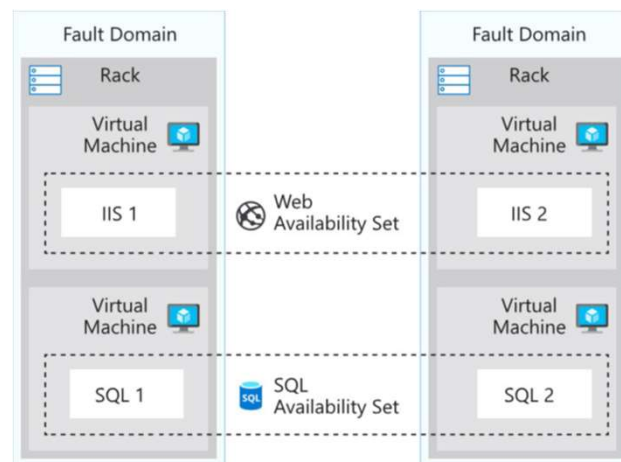 Fault Domain
Fault Domain
Rack
Rack
Virtual
Machine
Virtual
Machine
IIS 1
Web
Availability Set
IIS 2
Virtual
Machine
Virtual
Machine
SQL 1
SQL
SQL
Availability Set
SQL 2